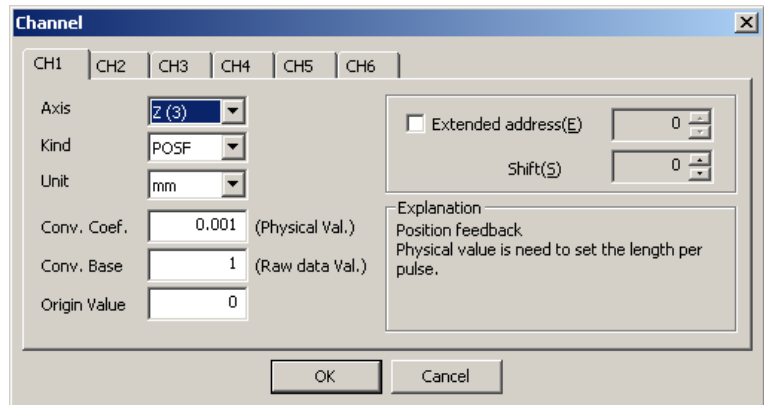 Channel
CH1 CH2 CH3 CH4 CH5 CH6
Axis Z (3)
Kind POSF
Unit mm
Conv. Coef. 0.001 (Physical Val.)
Conv. Base 1 (Raw data Val.)
Origin Value 0
Extended address(E) 0
Shift(S) 0
Explanation
Position feedback
Physical value is need to set the length per
pulse.
OK Cancel